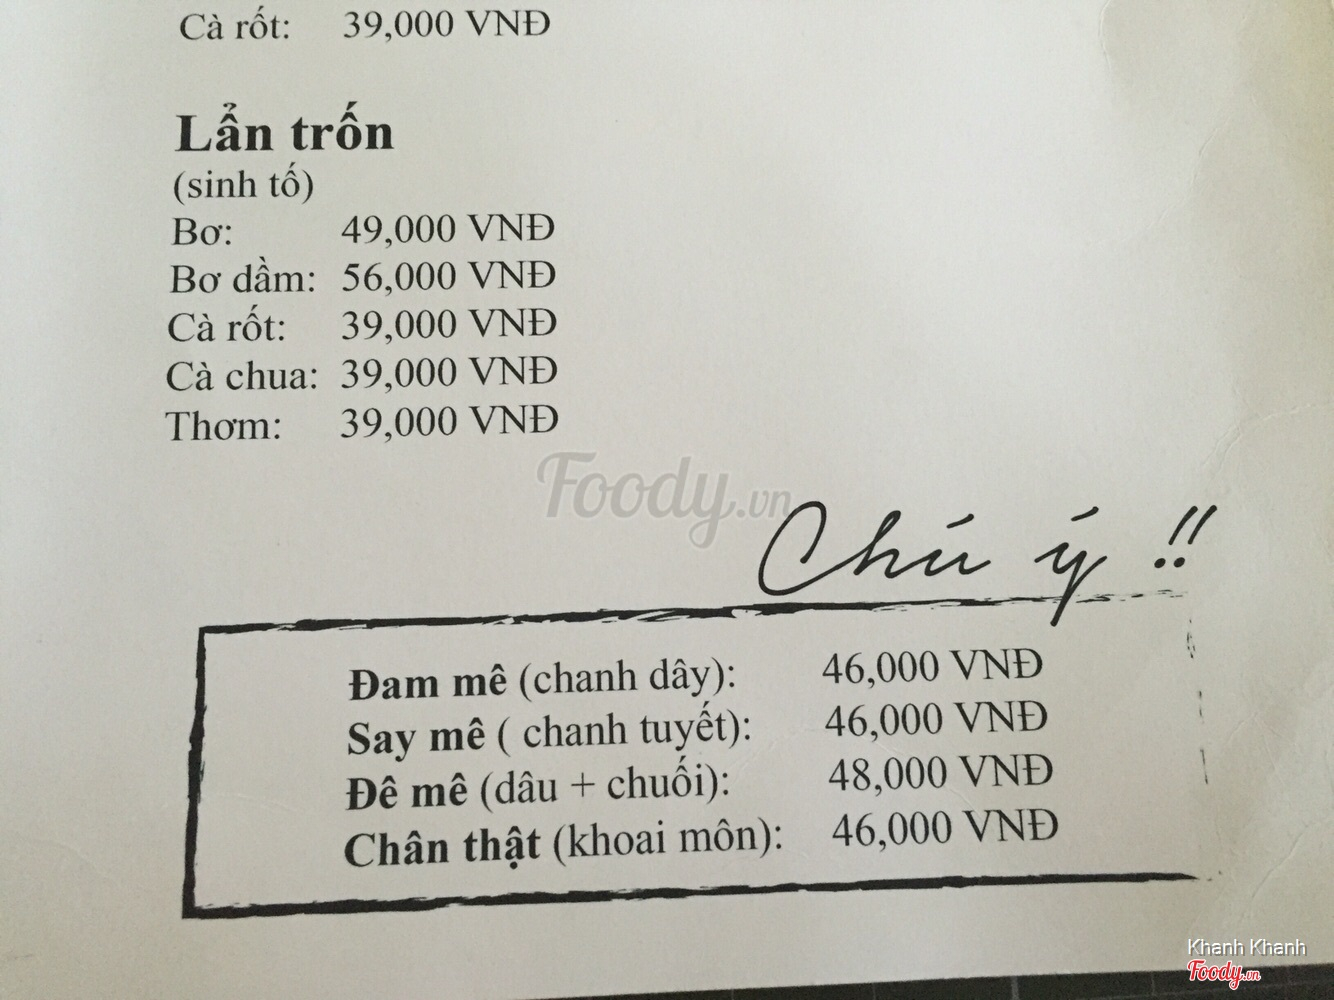 Cà rốt: 39,000 VNĐ
Lẩn trốn
(sinh tố)
Bơ: 49,000 VNĐ
Bơ dầm: 56,000 VNĐ
Cà rốt: 39,000 VNĐ
Cà chua: 39,000 VNĐ
Thơm: 39,000 VNĐ
Foody.vn
Chú ý !!
Đam mê (chanh dây): 46,000 VNĐ
Say mê ( chanh tuyết): 46,000 VNĐ
Đê mê (dâu + chuối): 48,000 VNĐ
Chân thật (khoai môn): 46,000 VNĐ
Khanh Khanh
Foody.vn